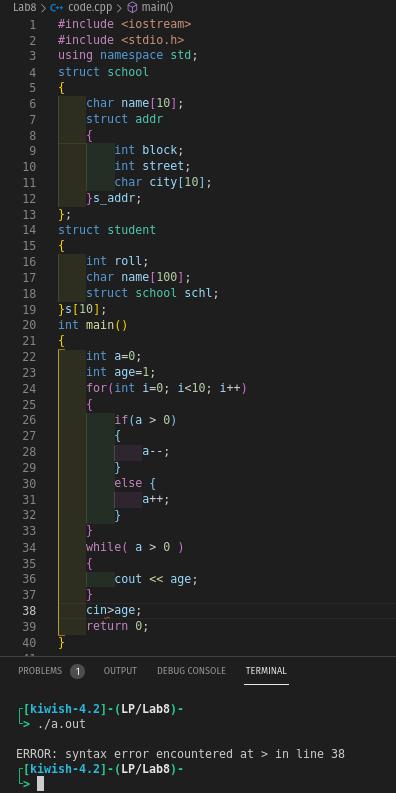 Lab8 > C++ code.cpp > main()
1 #include <iostream>
2 #include <stdio.h>
3 using namespace std;
4 struct school
5 {
6 char name[10];
7 struct addr
8 {
9 int block;
10 int street;
11 char city[10];
12 }s_addr;
13 };
14 struct student
15 {
16 int roll;
17 char name[100];
18 struct school schl;
19 }s[10];
20 int main()
21 {
22 int a=0;
23 int age=1;
24 for(int i=0; i<10; i++)
25 {
26 if(a > 0)
27 {
28 a--;
29 }
30 else {
31 a++;
32 }
33 }
34 while( a > 0 )
35 {
36 cout << age;
37 }
38 cin>age;
39 return 0;
40 }
PROBLEMS 1 OUTPUT DEBUG CONSOLE TERMINAL
┌[kiwish-4.2]-(LP/Lab8)-
└> ./a.out
ERROR: syntax error encountered at > in line 38
┌[kiwish-4.2]-(LP/Lab8)-
└>